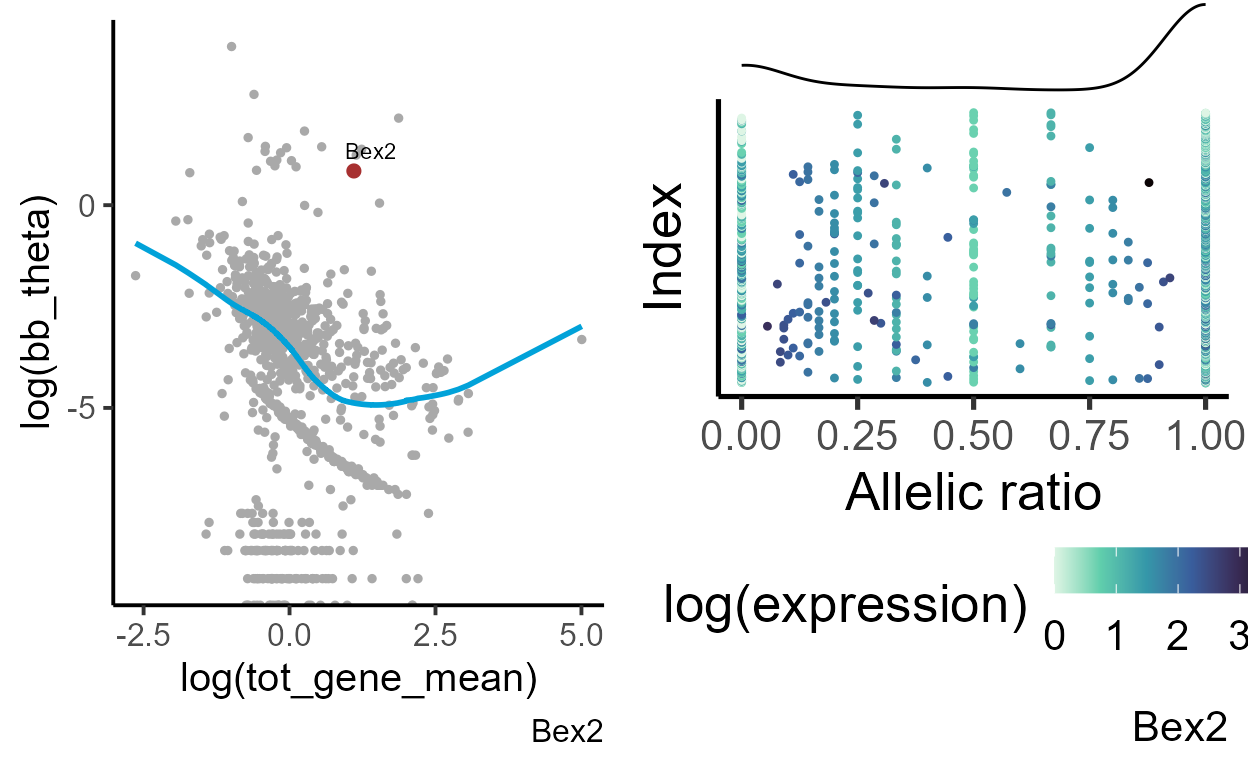 log(bb_theta)
0
-5
Bex2
-2.5 0.0 2.5 5.0
log(tot_gene_mean)
Bex2
Index
0.00 0.25 0.50 0.75 1.00
Allelic ratio
log(expression)
0 1 2 3
Bex2